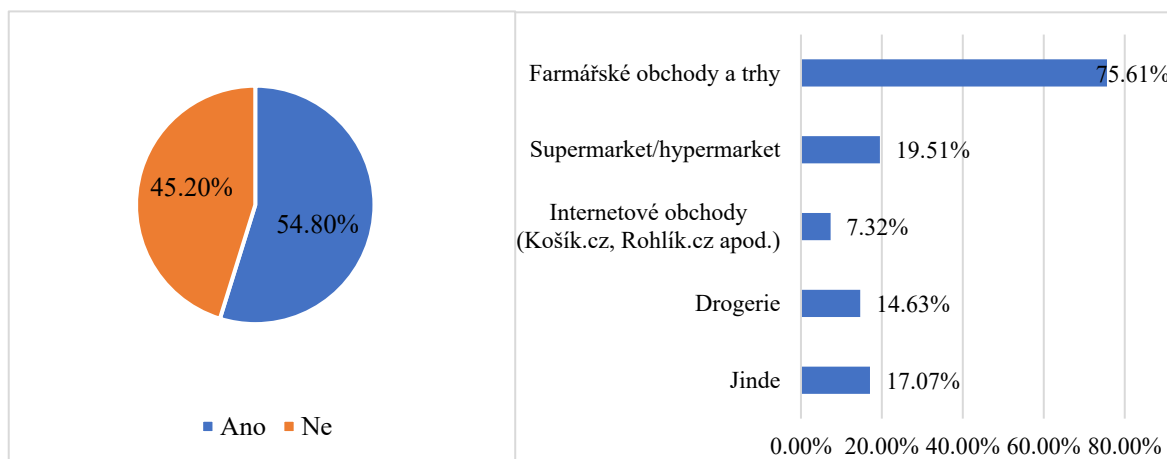 45.20%
54.80%
Ano Ne
Farmářské obchody a trhy 75.61%
Supermarket/hypermarket 19.51%
Internetové obchody
(Košík.cz, Rohlík.cz apod.) 7.32%
Drogerie 14.63%
Jinde 17.07%
0.00% 20.00% 40.00% 60.00% 80.00%